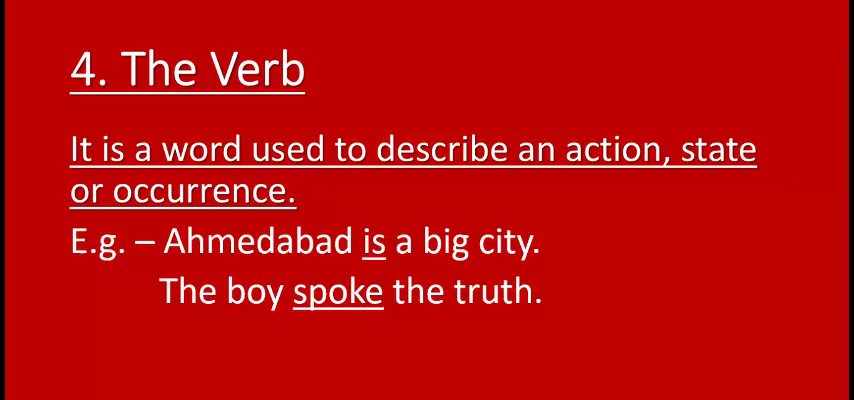 4. The Verb
It is a word used to describe an action, state
or occurrence.
E.g. – Ahmedabad is a big city.
The boy spoke the truth.